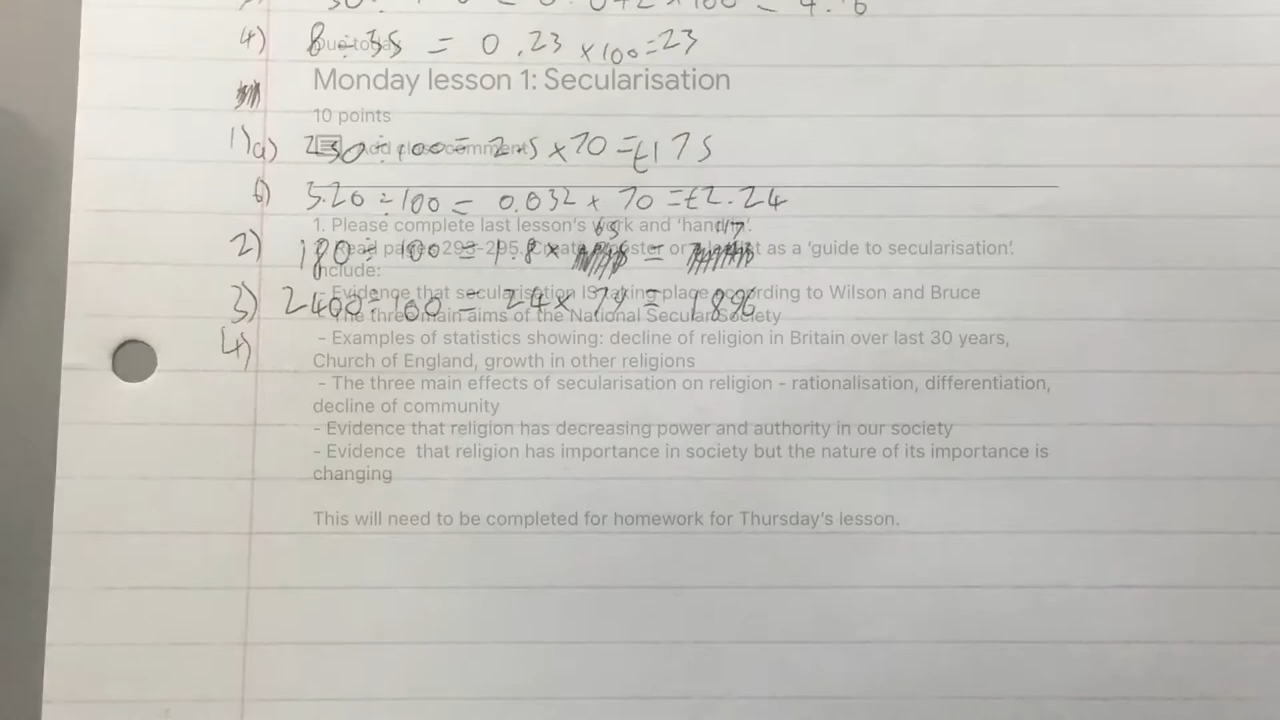 4) 8 ÷ 35 = 0.23 ×100=23
Due today
Monday lesson 1: Secularisation
10 points
1)a) 250 ÷ 100 = 2.5 × 70 = £175
Add class comment
b) 3.20 ÷ 100 = 0.032 × 70 = £2.24
1. Please complete last lesson's work and 'hand in'.
65 117
2) 180 ÷ 100 = 1.8 × =
include:
- Evidence that secularisation IS taking place according to Wilson and Bruce
3) 2400 ÷ 100 = 24 × 79 = 1896
- The three main aims of the National Secular Society
4)
- Examples of statistics showing: decline of religion in Britain over last 30 years,
Church of England, growth in other religions
- The three main effects of secularisation on religion - rationalisation, differentiation,
decline of community
- Evidence that religion has decreasing power and authority in our society
- Evidence that religion has importance in society but the nature of its importance is
changing
This will need to be completed for homework for Thursday's lesson.